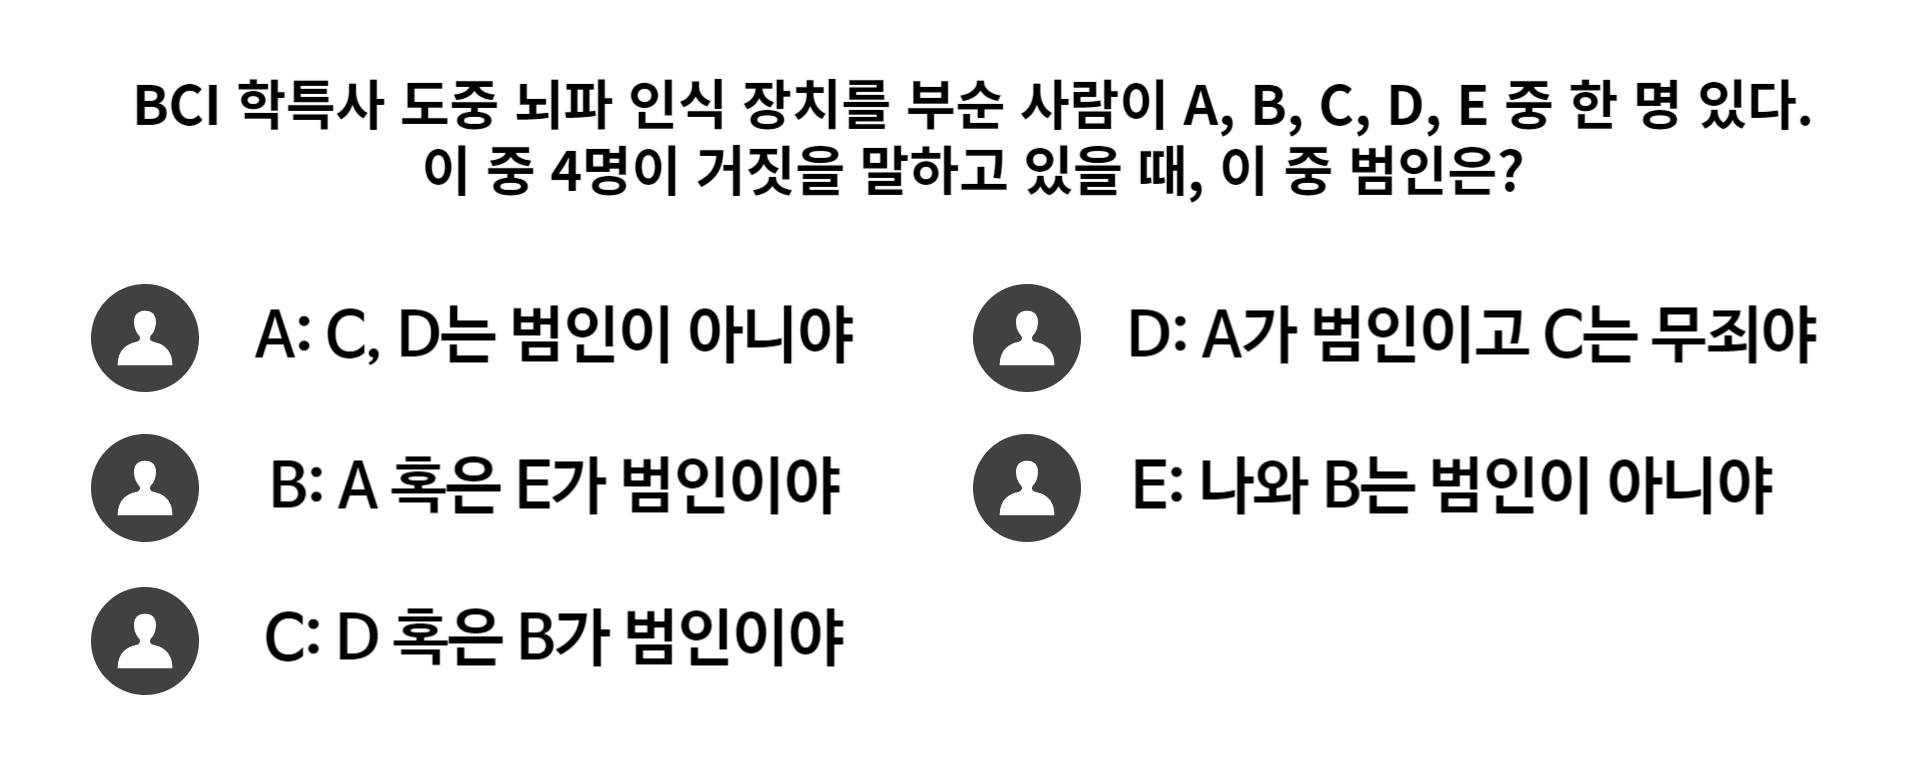 BCI 학특사 도중 뇌파 인식 장치를 부순 사람이 A, B, C, D, E 중 한 명 있다.
이 중 4명이 거짓을 말하고 있을 때, 이 중 범인은?
A: C, D는 범인이 아니야
B: A 혹은 E가 범인이야
C: D 혹은 B가 범인이야
D: A가 범인이고 C는 무죄야
E: 나와 B는 범인이 아니야